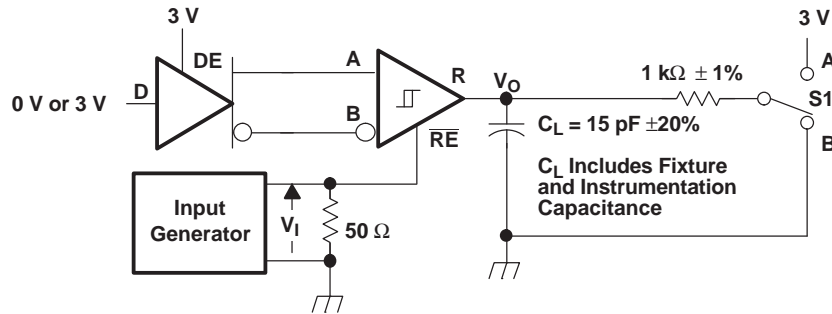 3 V
3 V
DE
A
R
VO
1 kΩ ± 1%
A
0 V or 3 V
D
S1
B
RE
CL = 15 pF ±20%
B
CL Includes Fixture
and Instrumentation
Capacitance
Input
Generator
VI
50 Ω